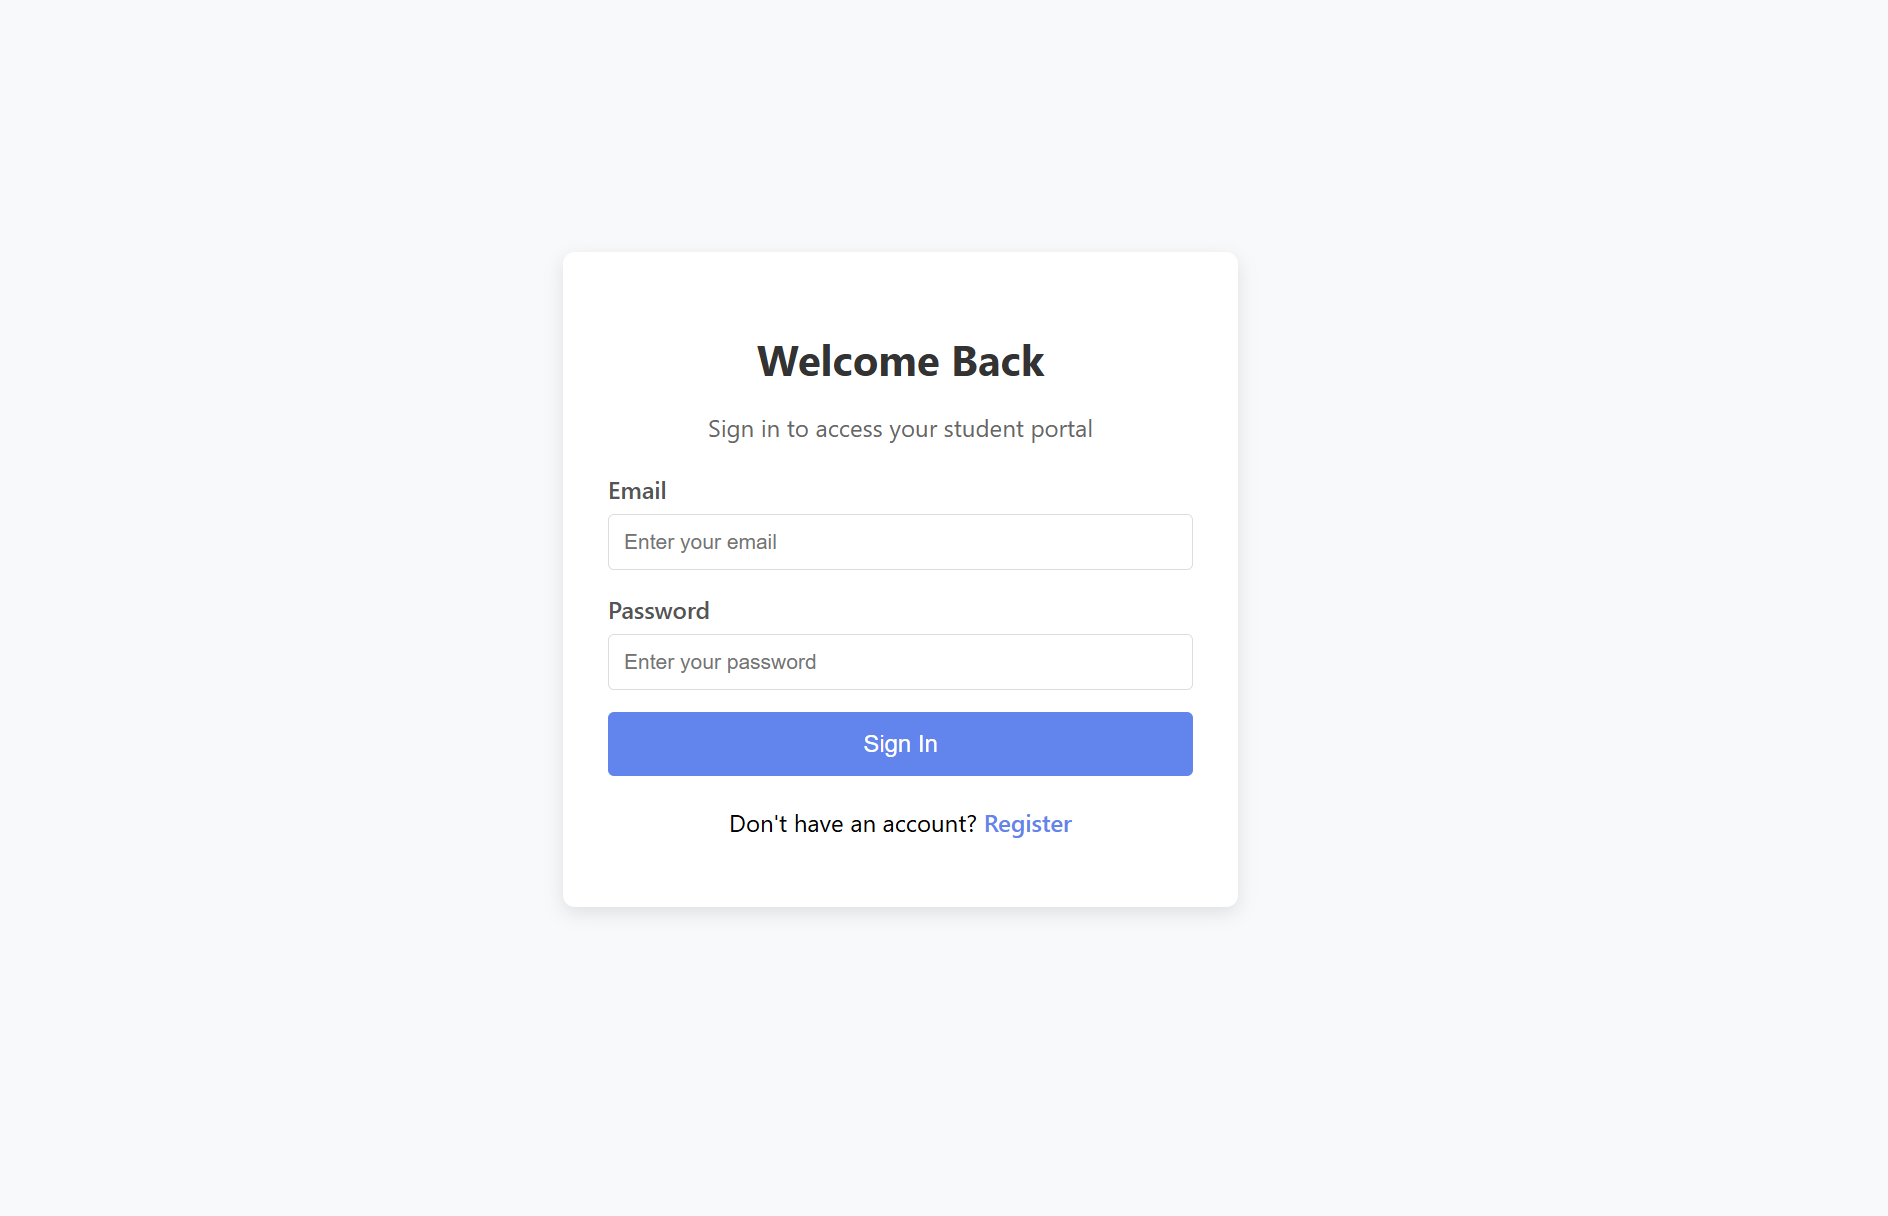 Welcome Back
Sign in to access your student portal
Email
Enter your email
Password
Enter your password
Sign In
Don't have an account? Register